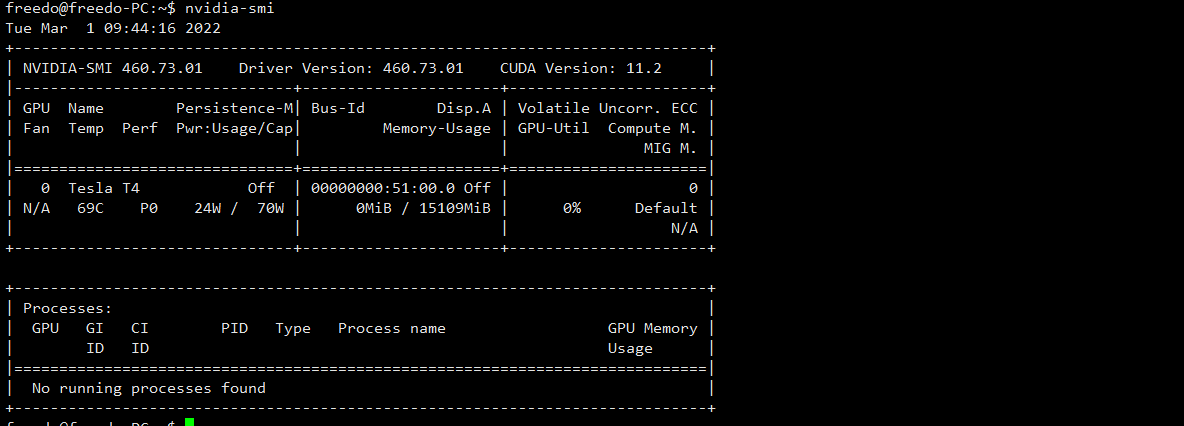 freedo@freedo-PC:~$ nvidia-smi
Tue Mar  1 09:44:16 2022
+-----------------------------------------------------------------------------+
| NVIDIA-SMI 460.73.01    Driver Version: 460.73.01    CUDA Version: 11.2     |
|-------------------------------+----------------------+----------------------+
| GPU  Name        Persistence-M| Bus-Id        Disp.A | Volatile Uncorr. ECC |
| Fan  Temp  Perf  Pwr:Usage/Cap|         Memory-Usage | GPU-Util  Compute M. |
|                               |                      |               MIG M. |
|===============================+======================+======================|
|   0  Tesla T4            Off  | 00000000:51:00.0 Off |                    0 |
| N/A   69C    P0    24W /  70W |      0MiB / 15109MiB |      0%      Default |
|                               |                      |                  N/A |
+-------------------------------+----------------------+----------------------+

+-----------------------------------------------------------------------------+
| Processes:                                                                  |
|  GPU   GI   CI        PID   Type   Process name                  GPU Memory |
|        ID   ID                                                   Usage      |
|=============================================================================|
|  No running processes found                                                 |
+-----------------------------------------------------------------------------+
freedo@freedo-PC:~$